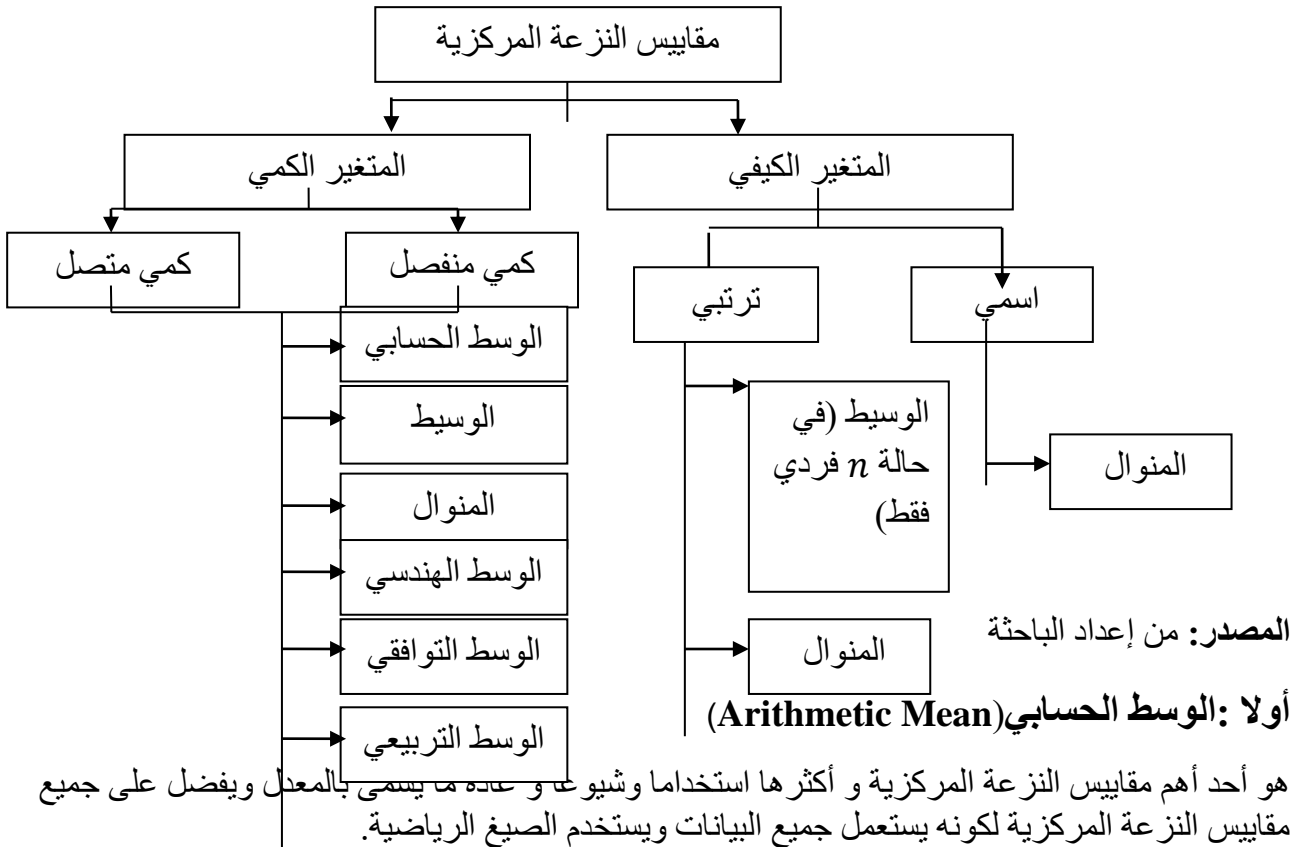 مقاييس النزعة المركزية
المتغير الكيفي
المتغير الكمي
اسمي
ترتبي
كمي منفصل
كمي متصل
المنوال
الوسيط (في
حالة n فردي
فقط)
المنوال
الوسط الحسابي
الوسيط
المنوال
الوسط الهندسي
الوسط التوافقي
الوسط التربيعي
المصدر: من إعداد الباحثة
أولا :الوسط الحسابي(Arithmetic Mean)
هو أحد أهم مقاييس النزعة المركزية و أكثرها استخداما وشيوعا و عادة ما يسمى بالمعدل ويفضل على جميع
مقاييس النزعة المركزية لكونه يستعمل جميع البيانات ويستخدم الصيغ الرياضية.